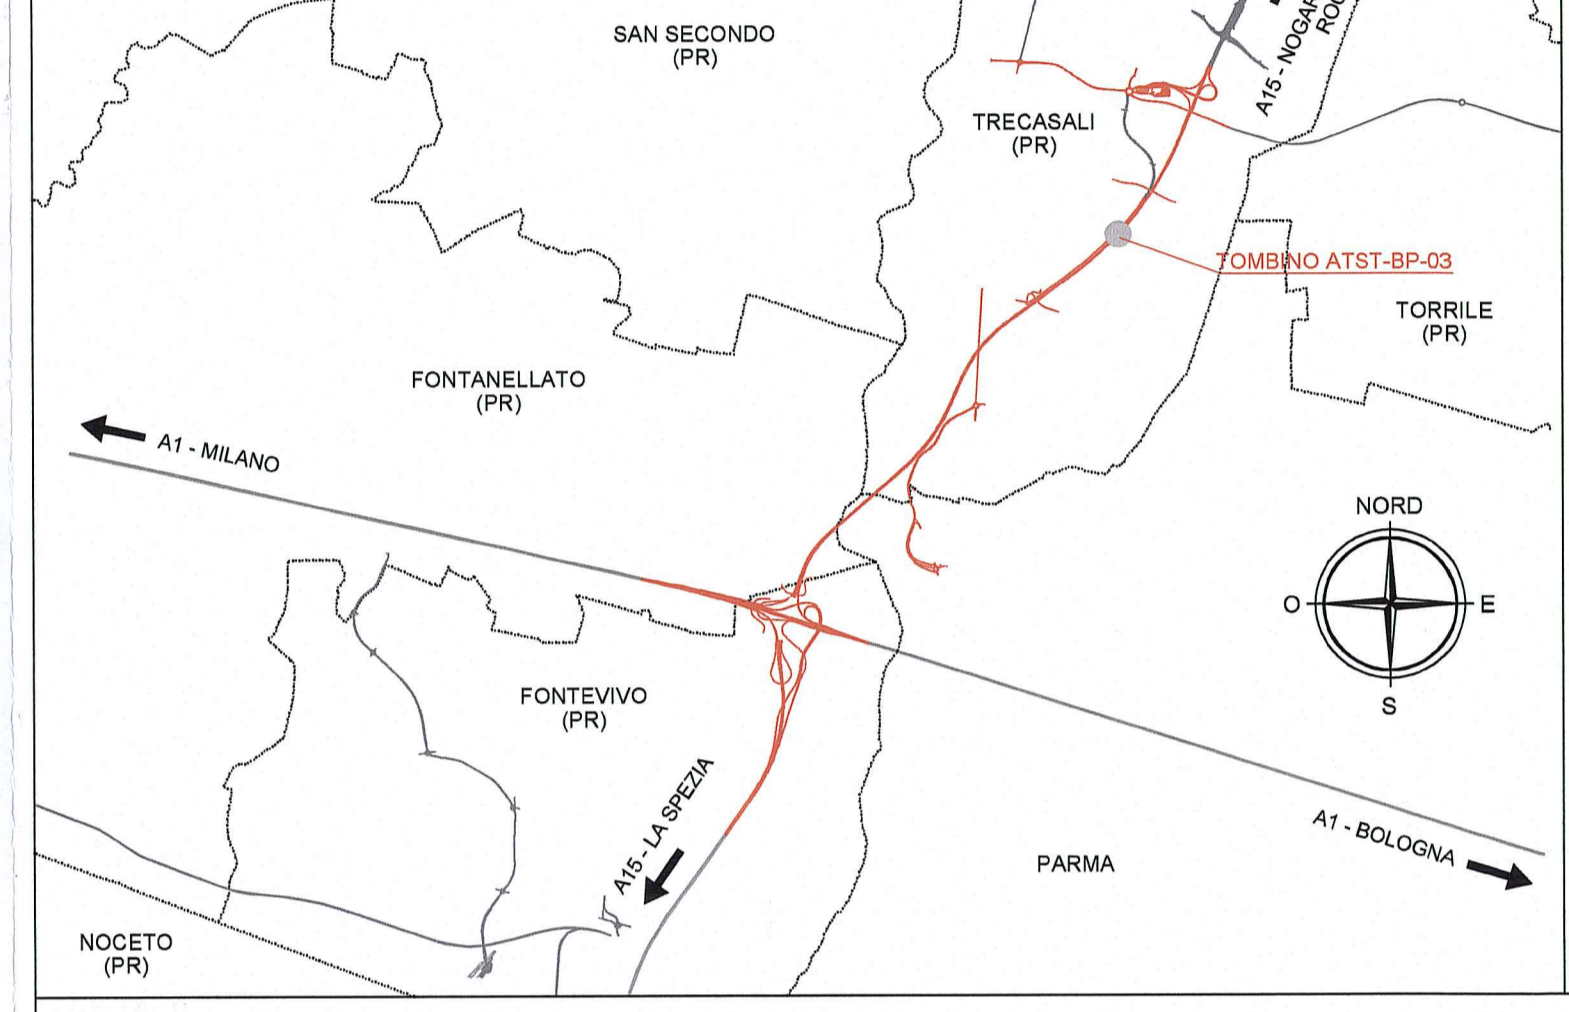 SAN SECONDO
(PR)
A15 - NOGAR
ROC
TRECASALI
(PR)
TOMBINO ATST-BP-03
TORRILE
(PR)
FONTANELLATO
(PR)
A1 - MILANO
NORD
O
E
S
FONTEVIVO
(PR)
A15 - LA SPEZIA
A1 - BOLOGNA
PARMA
NOCETO
(PR)